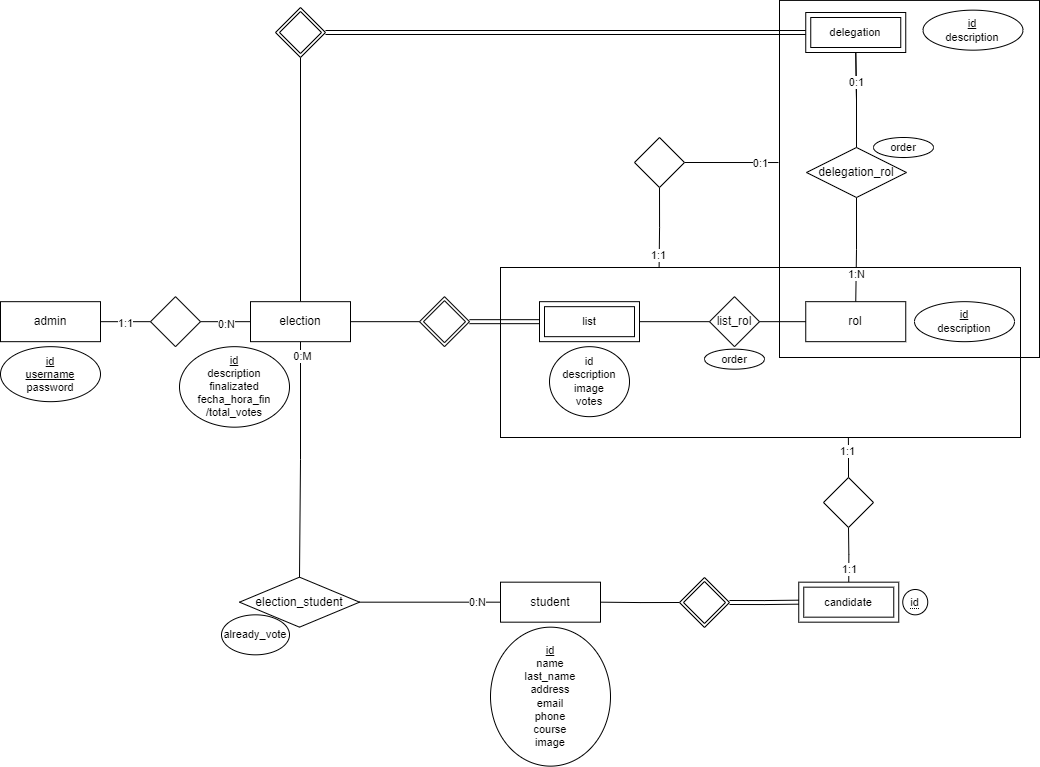 delegation
id
description
0:1
order
delegation_rol
0:1
1:1
1:N
admin
1:1
0:N
election
list
list_rol
rol
id
description
0:M
id
username
password
id
description
finalizated
fecha_hora_fin
/total_votes
id
description
image
votes
order
1:1
1:1
election_student
already_vote
0:N
student
candidate
id
id
name
last_name
address
email
phone
course
image